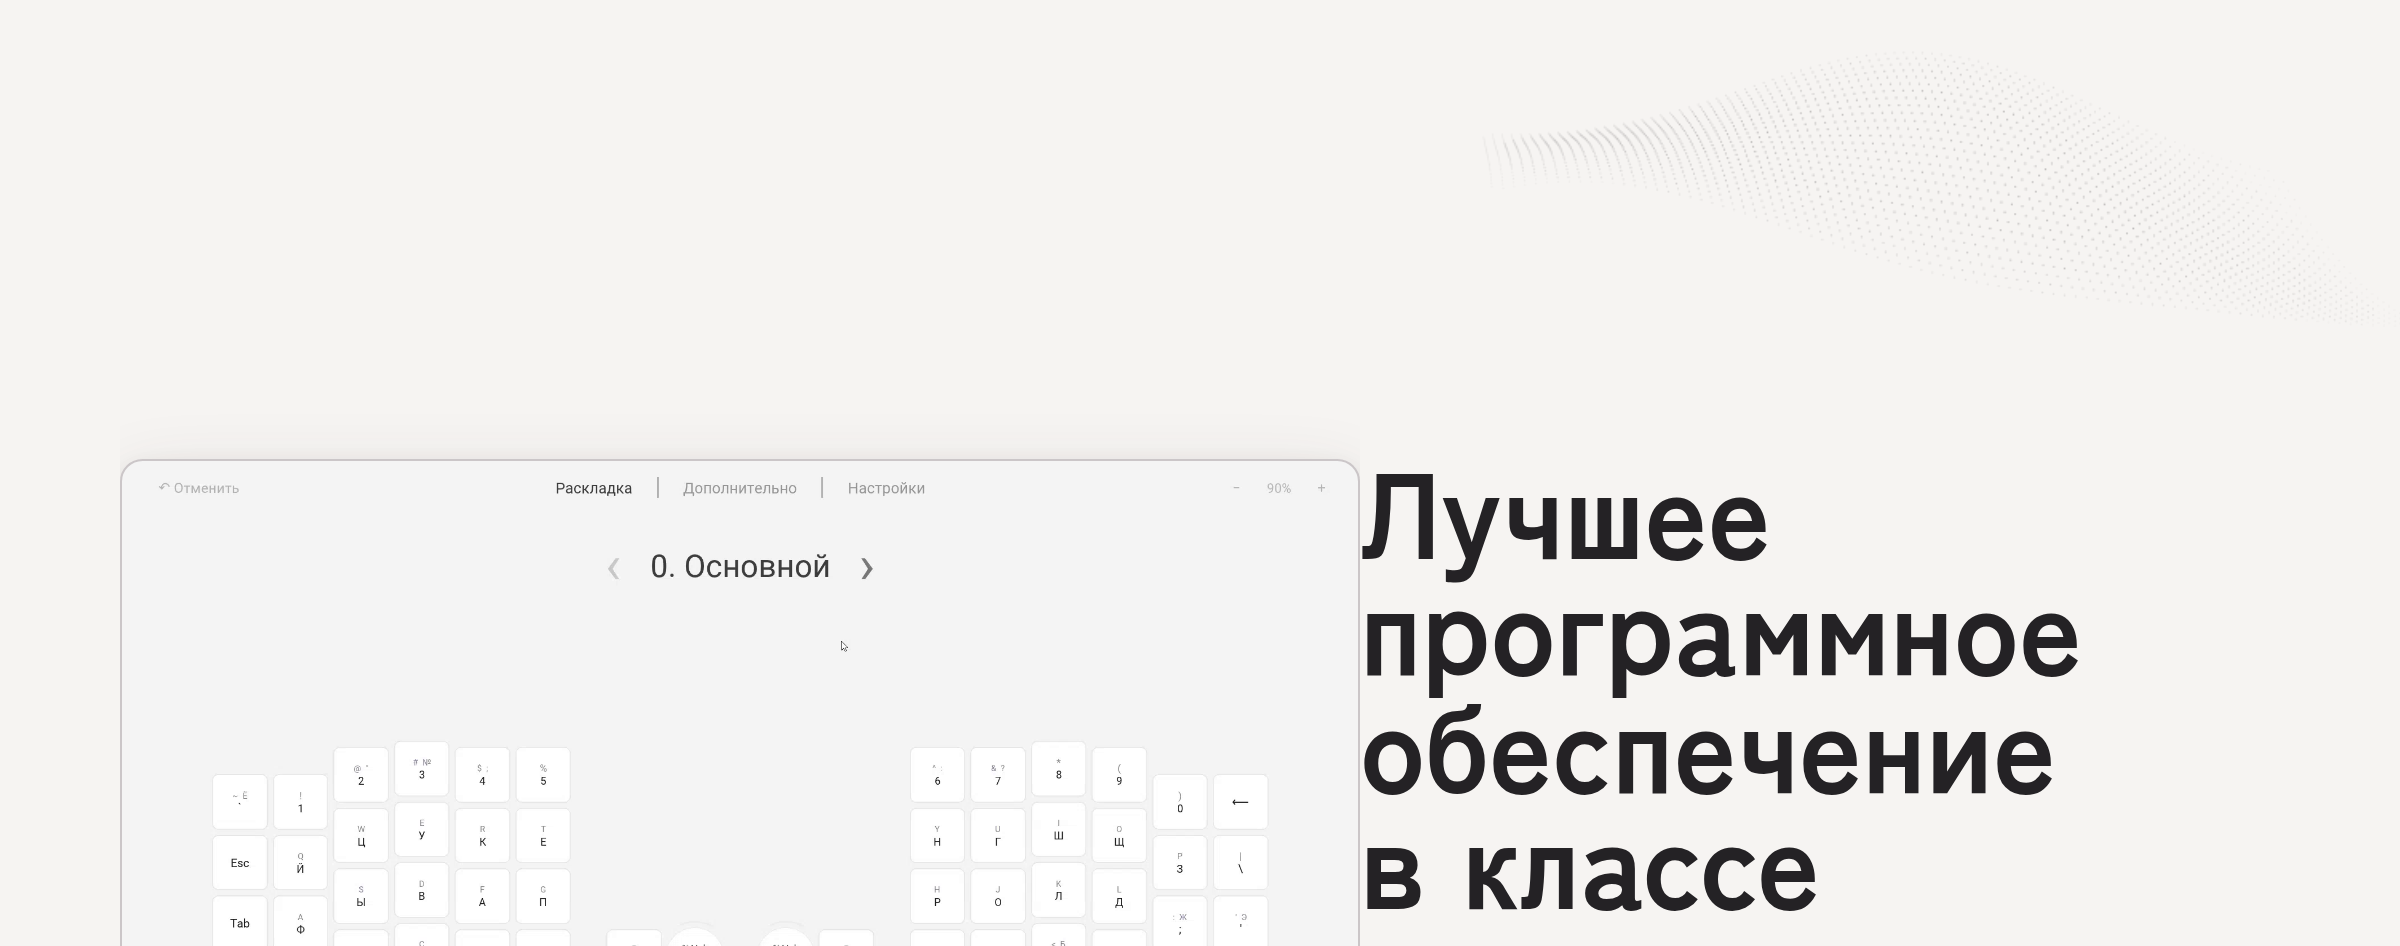 ↶ Отменить Раскладка Дополнительно Настройки − 90% +
‹ 0. Основной ›
Лучшее
программное
обеспечение
в классе
# № *
3 8
@ " $ ; % ^ : & ? (
2 4 5 6 7 9
~ Ё ! )
` 1 0 ←
E I
У Ш
W R T Y U O
Ц К Е Н Г Щ
Q P |
Esc Й З \
D K
В Л
S F G H J L
Ы А П Р О Д
A : Ж " Э
Tab Ф ; '
C < Б